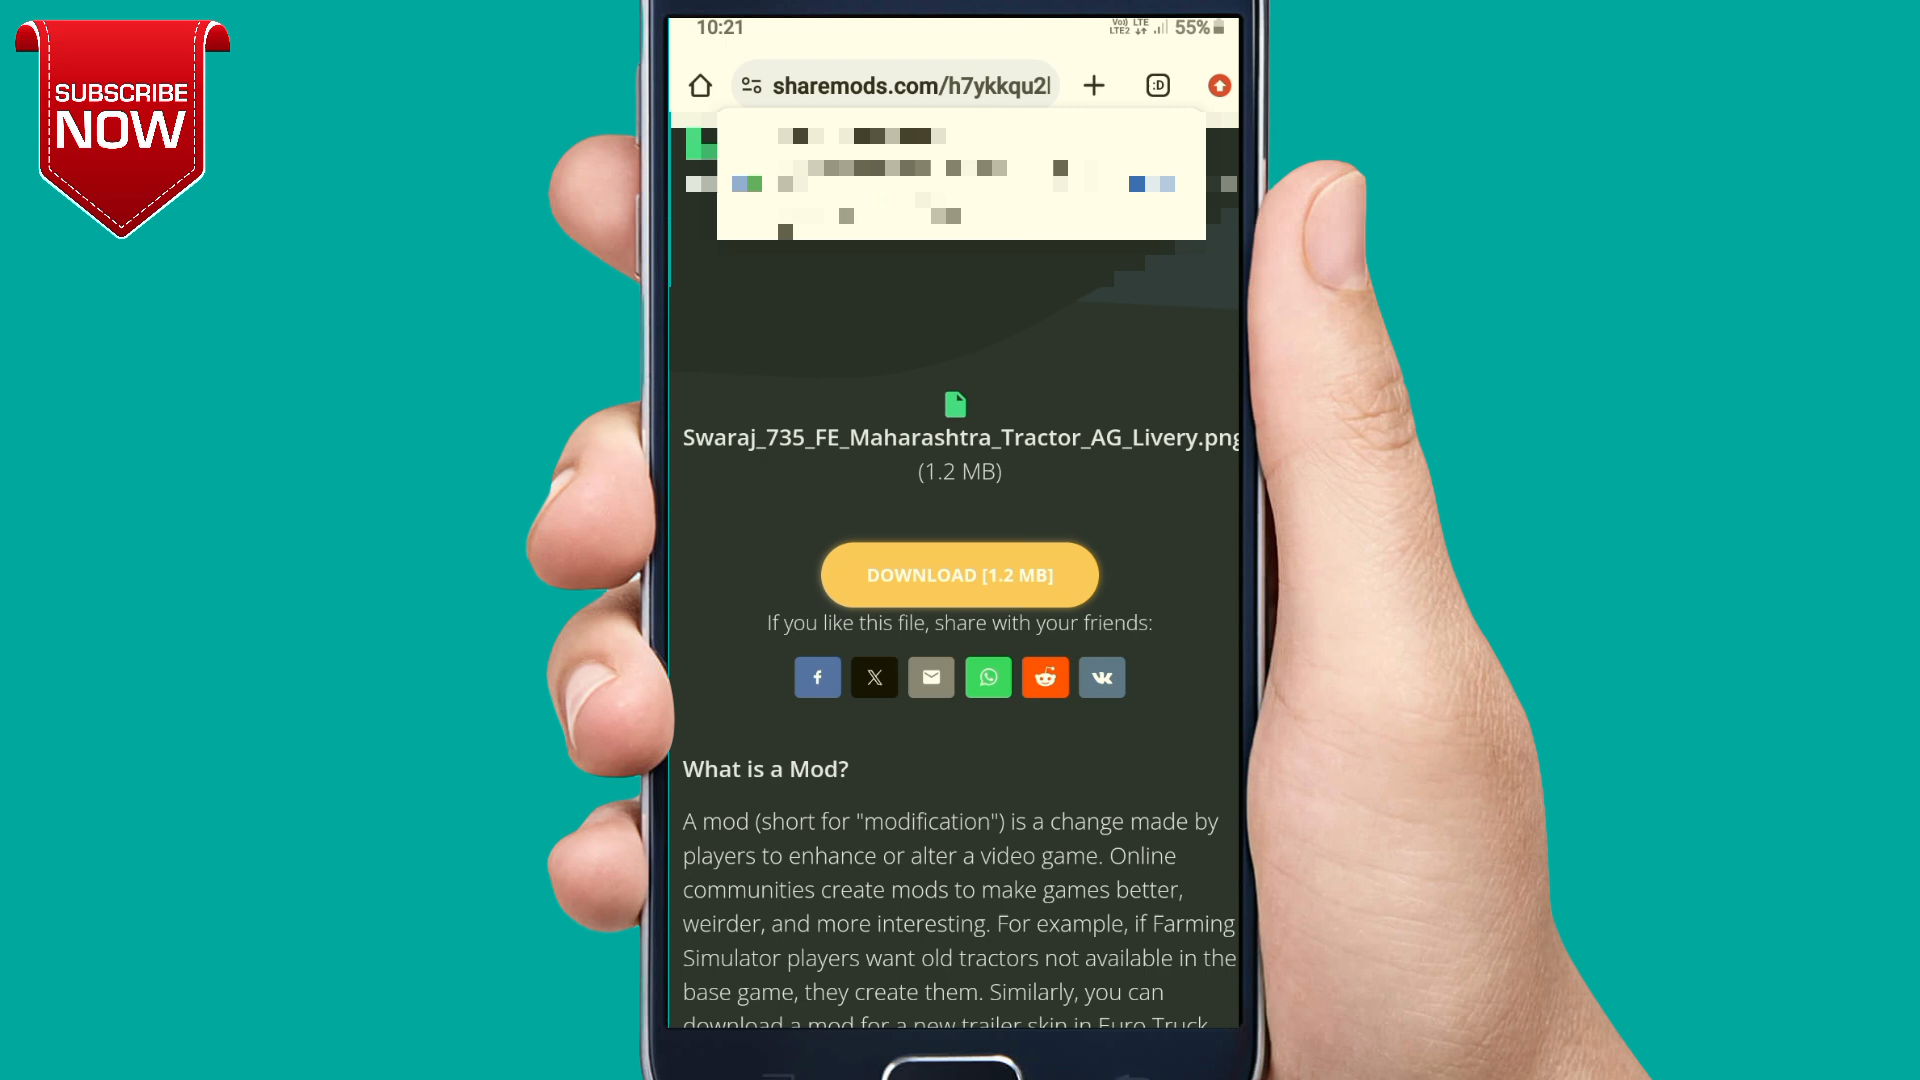 SUBSCRIBE
NOW
10:21
Vo)) LTE
LTE2
55%
sharemods.com/h7ykkqu2l
:D
Swaraj_735_FE_Maharashtra_Tractor_AG_Livery.png
(1.2 MB)
DOWNLOAD [1.2 MB]
If you like this file, share with your friends:
What is a Mod?
A mod (short for "modification") is a change made by
players to enhance or alter a video game. Online
communities create mods to make games better,
weirder, and more interesting. For example, if Farming
Simulator players want old tractors not available in the
base game, they create them. Similarly, you can
download a mod for a new trailer skin in Euro Truck